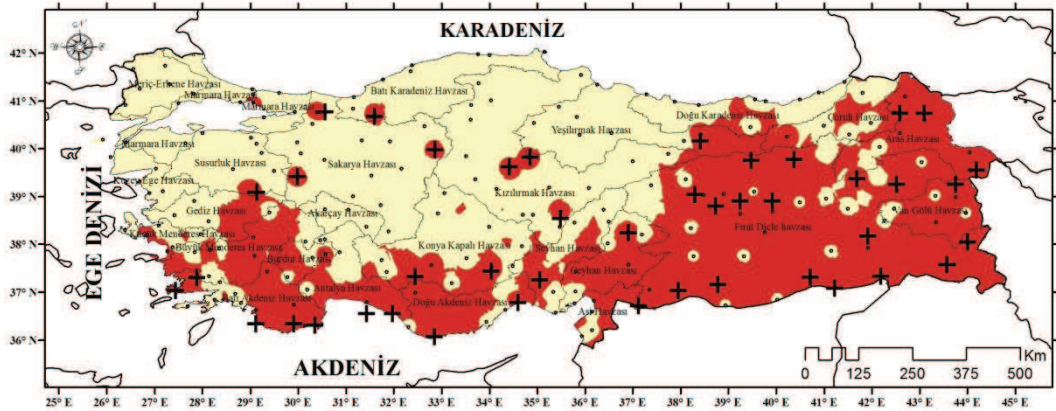 KARADENİZ
42° N
41° N
40° N
39° N
38° N
37° N
36° N
EGE DENİZİ
Meriç-Ergene Havzası
Marmara Havzası
Marmara Havzası
Batı Karadeniz Havzası
Doğu Karadeniz Havzası
Çoruh Havzası
Yeşilırmak Havzası
Aras Havzası
Marmara Havzası
Susurluk Havzası
Sakarya Havzası
Kuzey Ege Havzası
Kızılırmak Havzası
Gediz Havzası
Akarçay Havzası
Van Gölü Havzası
Fırat Dicle havzası
Küçük Menderes Havzası
Büyük Menderes Havzası
Konya Kapalı Havzası
Seyhan Havzası
Burdur Havzası
Ceyhan Havzası
Antalya Havzası
Batı Akdeniz Havzası
Doğu Akdeniz Havzası
Asi Havzası
AKDENİZ
Km
0 125 250 375 500
25° E 26° E 27° E 28° E 29° E 30° E 31° E 32° E 33° E 34° E 35° E 36° E 37° E 38° E 39° E 40° E 41° E 42° E 43° E 44° E 45° E